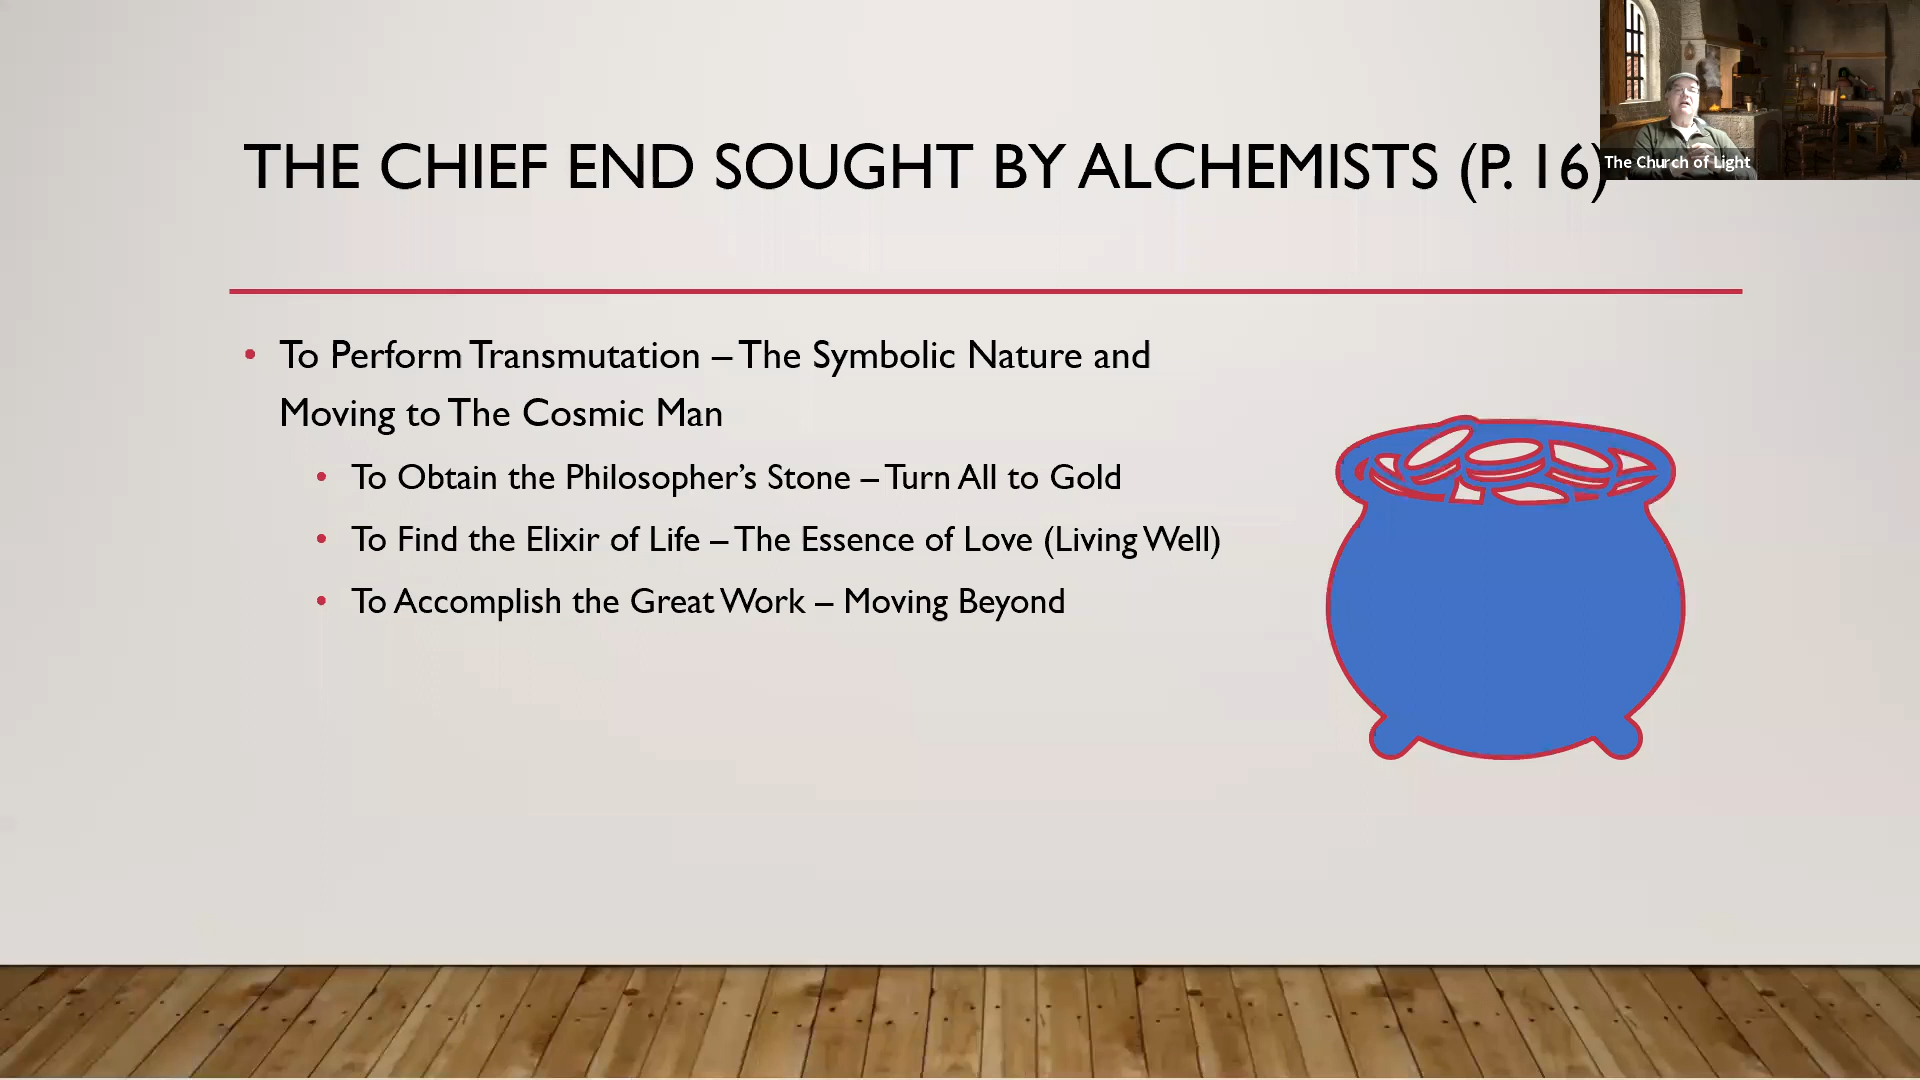 THE CHIEF END SOUGHT BY ALCHEMISTS (P. 16)
The Church of Light
• To Perform Transmutation – The Symbolic Nature and
Moving to The Cosmic Man
• To Obtain the Philosopher’s Stone – Turn All to Gold
• To Find the Elixir of Life – The Essence of Love (Living Well)
• To Accomplish the Great Work – Moving Beyond